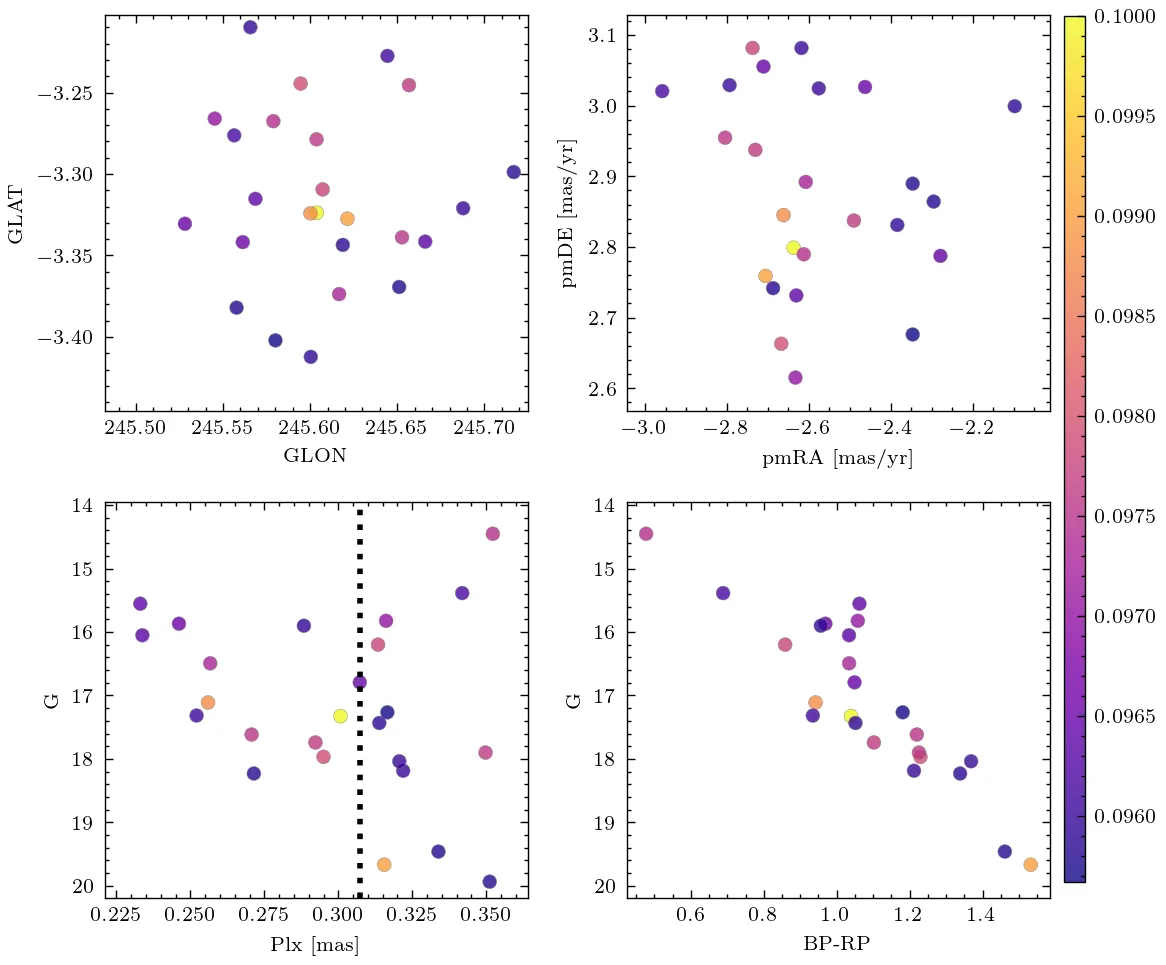 −3.25
−3.30
−3.35
−3.40
GLAT
245.50 245.55 245.60 245.65 245.70
GLON
3.1
3.0
2.9
2.8
2.7
2.6
pmDE [mas/yr]
−3.0 −2.8 −2.6 −2.4 −2.2
pmRA [mas/yr]
0.1000
0.0995
0.0990
0.0985
0.0980
0.0975
0.0970
0.0965
0.0960
14
15
16
17
18
19
20
G
0.225 0.250 0.275 0.300 0.325 0.350
Plx [mas]
14
15
16
17
18
19
20
G
0.6 0.8 1.0 1.2 1.4
BP-RP